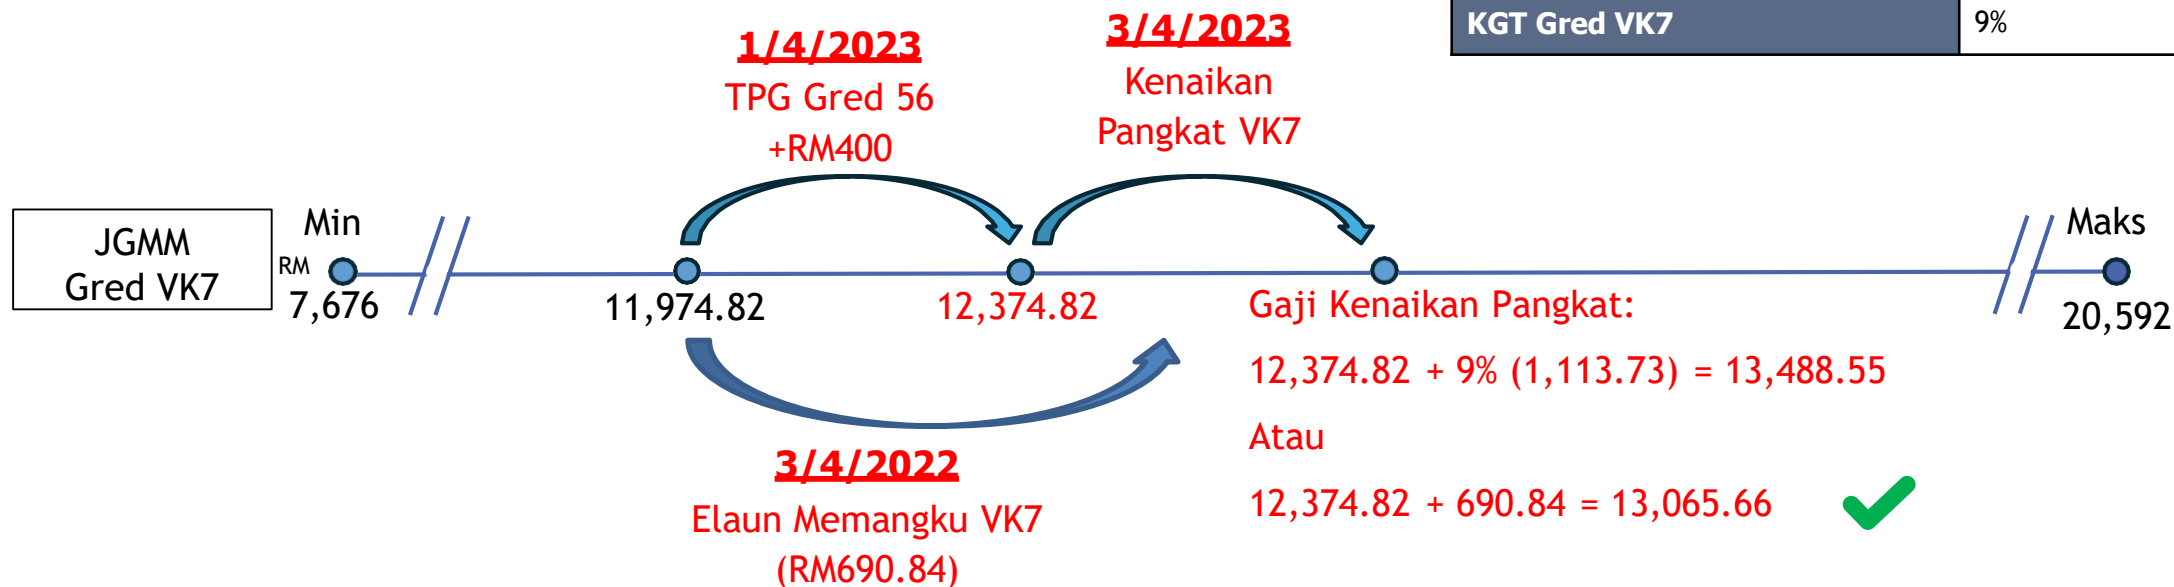 KGT Gred VK7 9%
1/4/2023
TPG Gred 56
+RM400
3/4/2023
Kenaikan
Pangkat VK7
JGMM
Gred VK7
Min
RM
7,676
11,974.82
12,374.82
Maks
20,592
Gaji Kenaikan Pangkat:
12,374.82 + 9% (1,113.73) = 13,488.55
Atau
12,374.82 + 690.84 = 13,065.66
3/4/2022
Elaun Memangku VK7
(RM690.84)